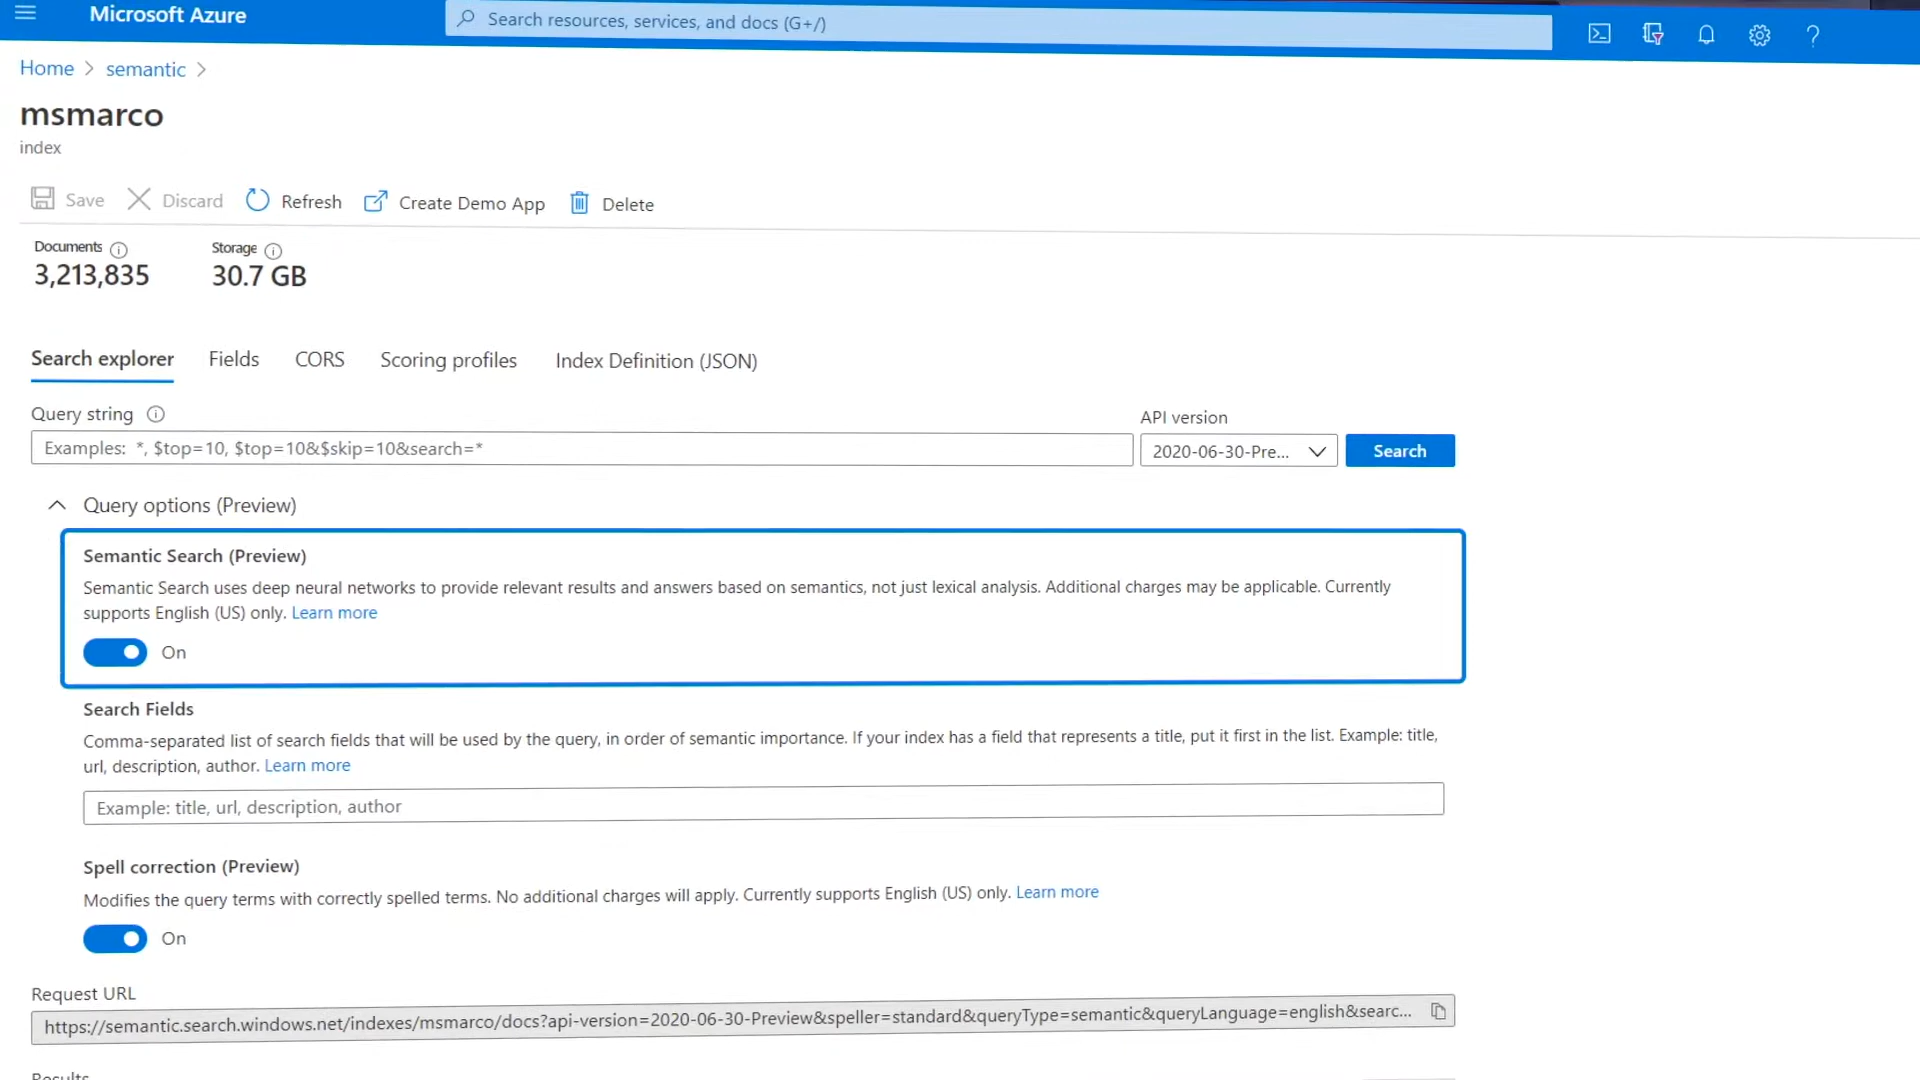 Microsoft Azure
Search resources, services, and docs (G+/)
Home > semantic >
msmarco
index
Save Discard Refresh Create Demo App Delete
Documents Storage
3,213,835 30.7 GB
Search explorer Fields CORS Scoring profiles Index Definition (JSON)
Query string
API version
Examples: *, $top=10, $top=10&$skip=10&search=*
2020-06-30-Pre...
Search
Query options (Preview)
Semantic Search (Preview)
Semantic Search uses deep neural networks to provide relevant results and answers based on semantics, not just lexical analysis. Additional charges may be applicable. Currently
supports English (US) only. Learn more
On
Search Fields
Comma-separated list of search fields that will be used by the query, in order of semantic importance. If your index has a field that represents a title, put it first in the list. Example: title,
url, description, author. Learn more
Example: title, url, description, author
Spell correction (Preview)
Modifies the query terms with correctly spelled terms. No additional charges will apply. Currently supports English (US) only. Learn more
On
Request URL
https://semantic.search.windows.net/indexes/msmarco/docs?api-version=2020-06-30-Preview&speller=standard&queryType=semantic&queryLanguage=english&searc...
Results